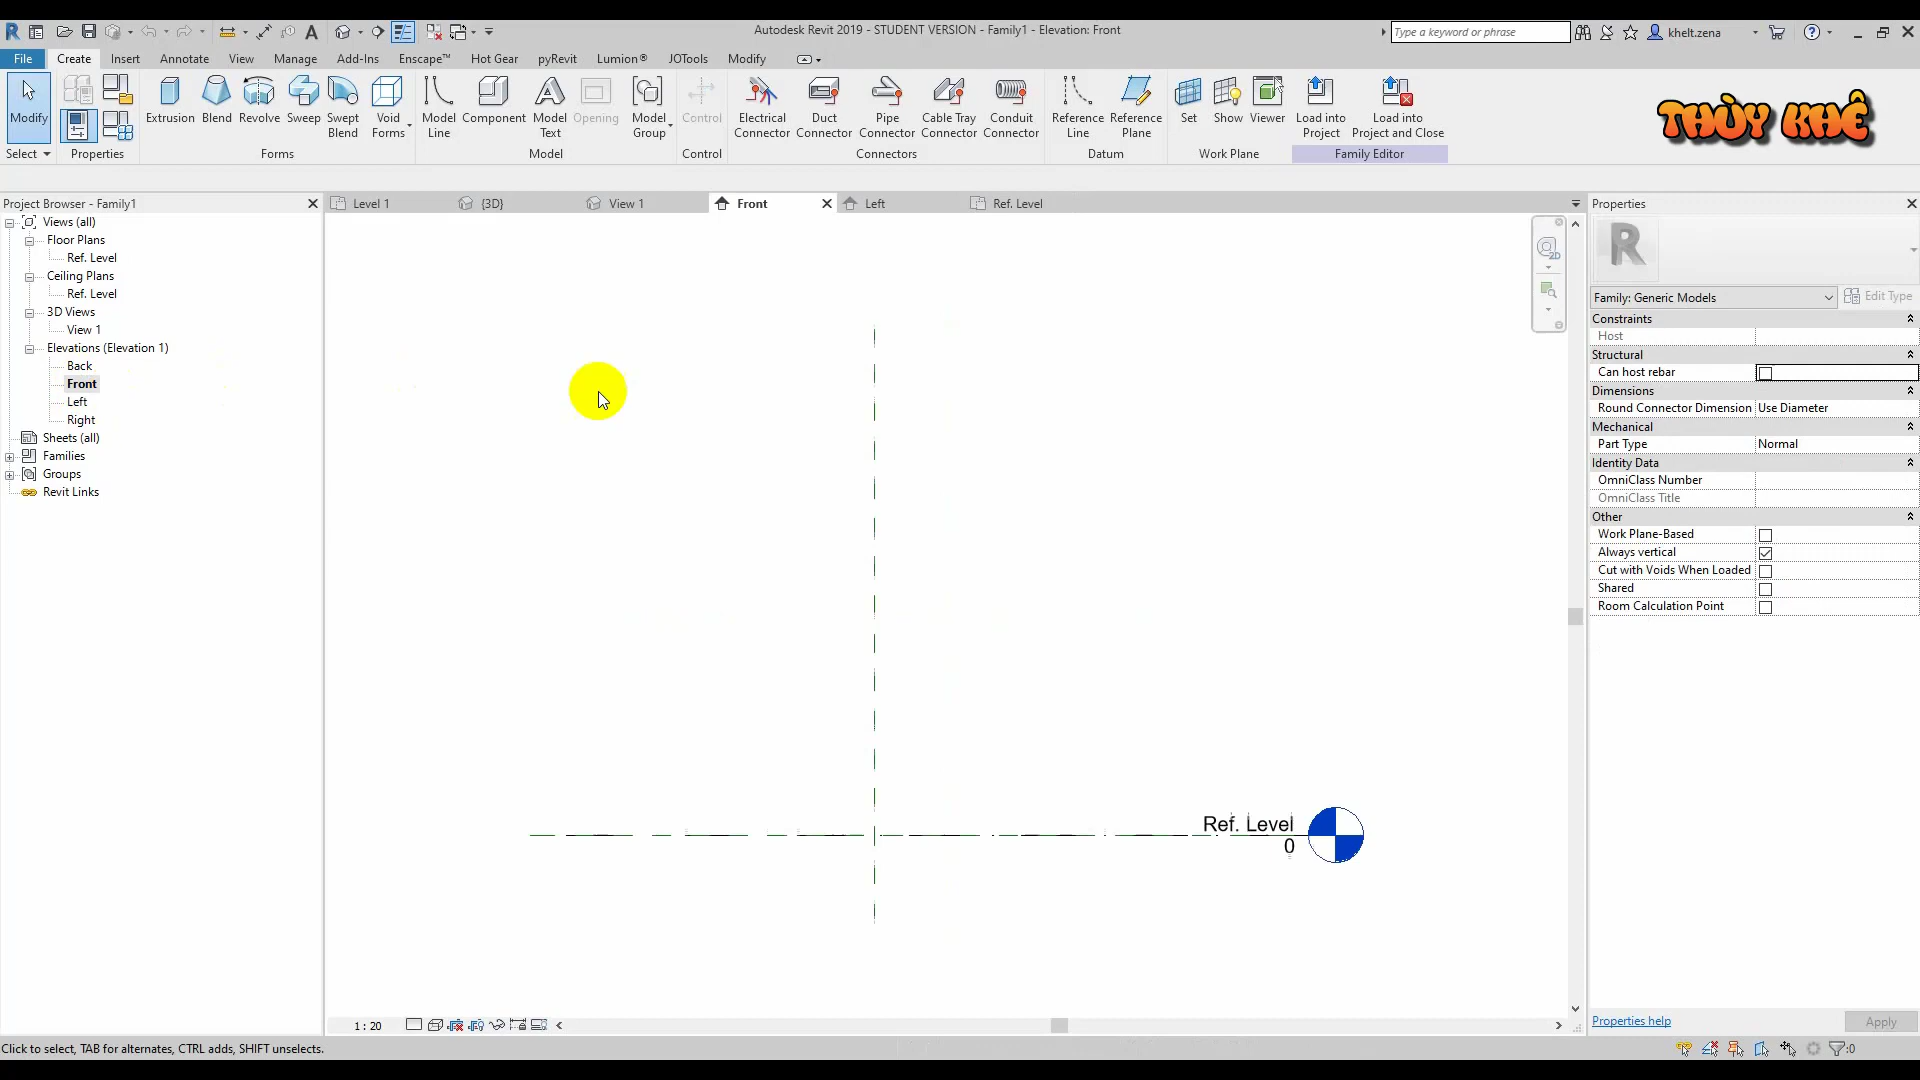 Autodesk Revit 2019 - STUDENT VERSION - Family1 - Elevation: Front
Type a keyword or phrase
khelt.zena
File Create Insert Annotate View Manage Add-Ins Enscape™ Hot Gear pyRevit Lumion® JOTools Modify
Modify
Extrusion Blend Revolve Sweep Swept Blend Void Forms
Model Line Component Model Text Opening Model Group
Control
Electrical Connector Duct Connector Pipe Connector Cable Tray Connector Conduit Connector
Reference Line Reference Plane
Set Show Viewer
Load into Project Load into Project and Close
Select Properties Forms Model Control Connectors Datum Work Plane Family Editor
THÙY KHÊ
Project Browser - Family1
Level 1 {3D} View 1 Front Left Ref. Level
Views (all)
Floor Plans
Ref. Level
Ceiling Plans
Ref. Level
3D Views
View 1
Elevations (Elevation 1)
Back
Front
Left
Right
Sheets (all)
Families
Groups
Revit Links
2D
Ref. Level
0
Properties
Family: Generic Models Edit Type
Constraints
Host
Structural
Can host rebar
Dimensions
Round Connector Dimension Use Diameter
Mechanical
Part Type Normal
Identity Data
OmniClass Number
OmniClass Title
Other
Work Plane-Based
Always vertical
Cut with Voids When Loaded
Shared
Room Calculation Point
Properties help Apply
1 : 20
Click to select, TAB for alternates, CTRL adds, SHIFT unselects.
:0